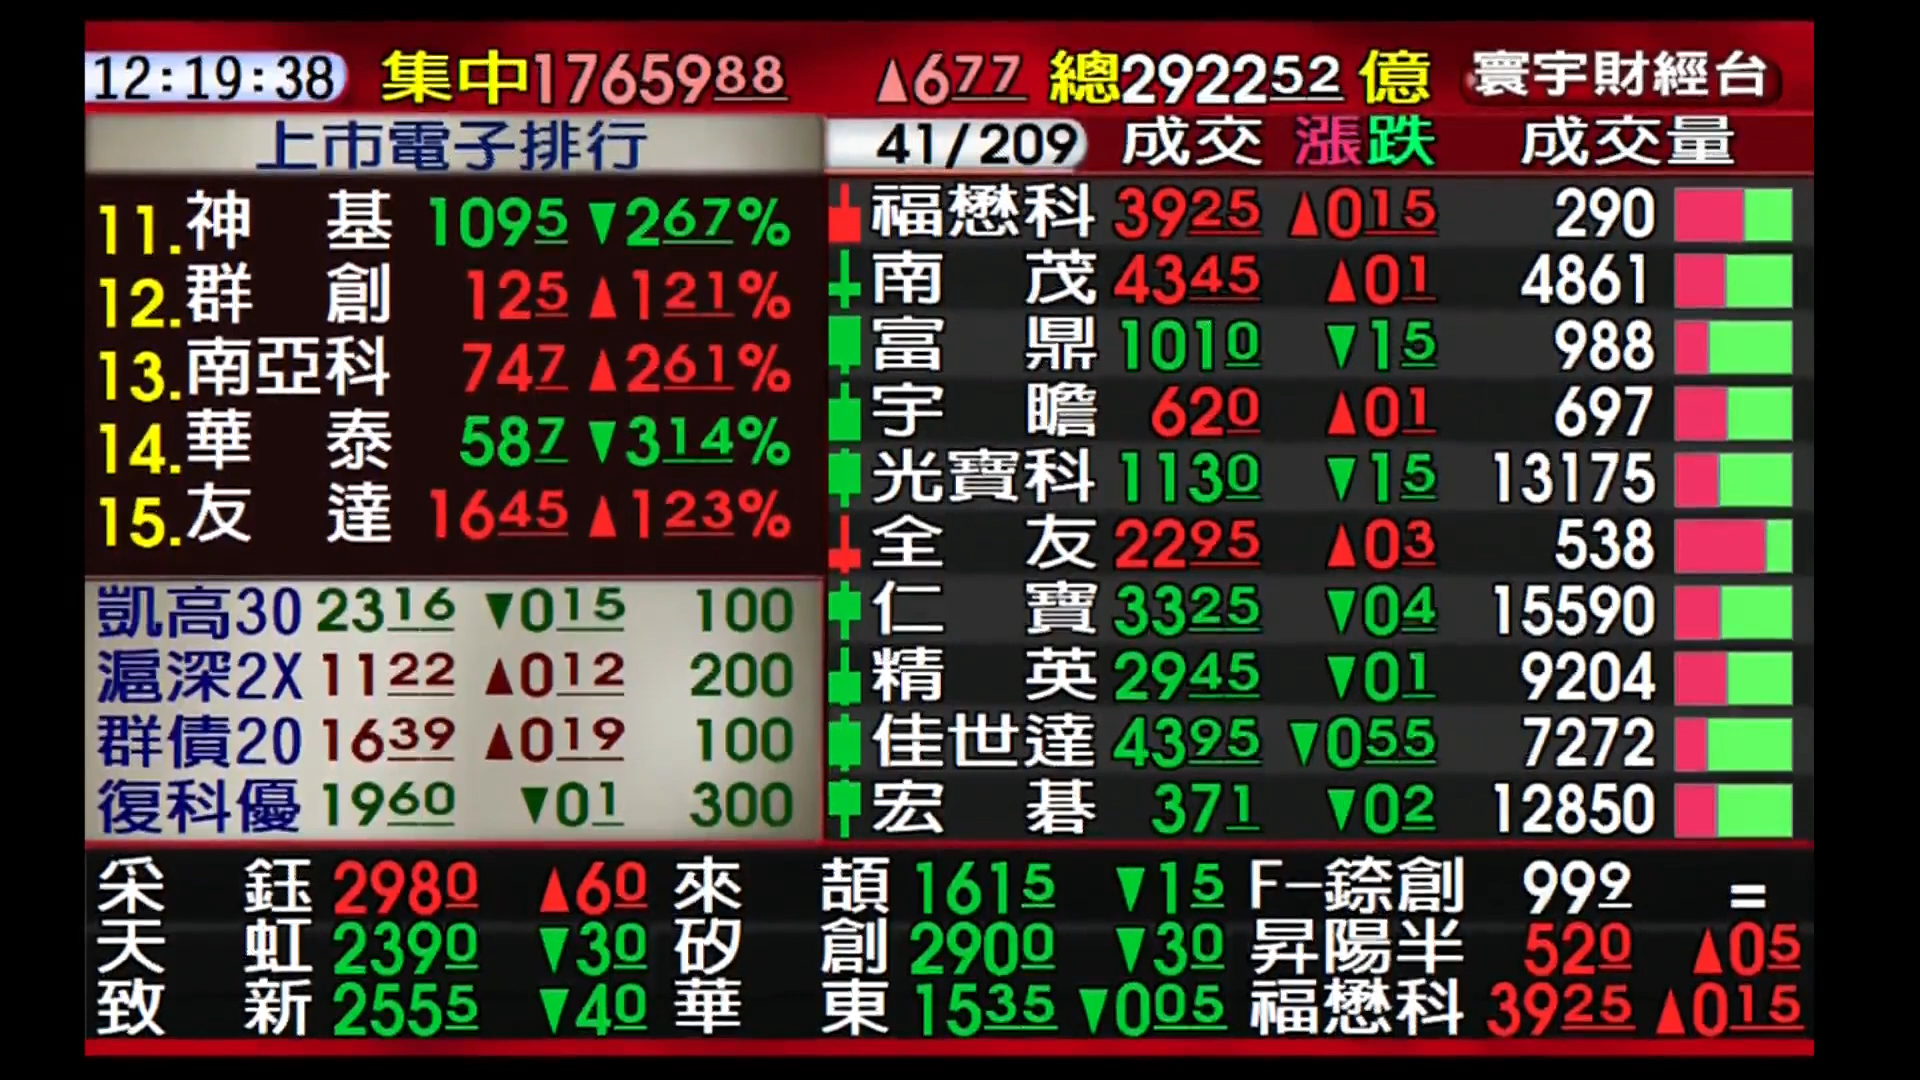 12:19:38 集中1765988 ▲677 總292252億 寰宇財經台
上市電子排行 41/209 成交 漲跌 成交量
11.神基 1095 ▼267%
12.群創 125 ▲121%
13.南亞科 747 ▲261%
14.華泰 587 ▼314%
15.友達 1645 ▲123%
凱高30 2316 ▼015 100
滬深2X 1122 ▲012 200
群債20 1639 ▲019 100
復科優 1960 ▼01 300
福懋科 3925 ▲015 290
南茂 4345 ▲01 4861
富鼎 1010 ▼15 988
宇瞻 620 ▲01 697
光寶科 1130 ▼15 13175
全友 2295 ▲03 538
仁寶 3325 ▼04 15590
精英 2945 ▼01 9204
佳世達 4395 ▼055 7272
宏碁 371 ▼02 12850
采鈺 2980 ▲60 來頡 1615 ▼15 F-錼創 999 =
天虹 2390 ▼30 矽創 2900 ▼30 昇陽半 520 ▲05
致新 2555 ▼40 華東 1535 ▼005 福懋科 3925 ▲015